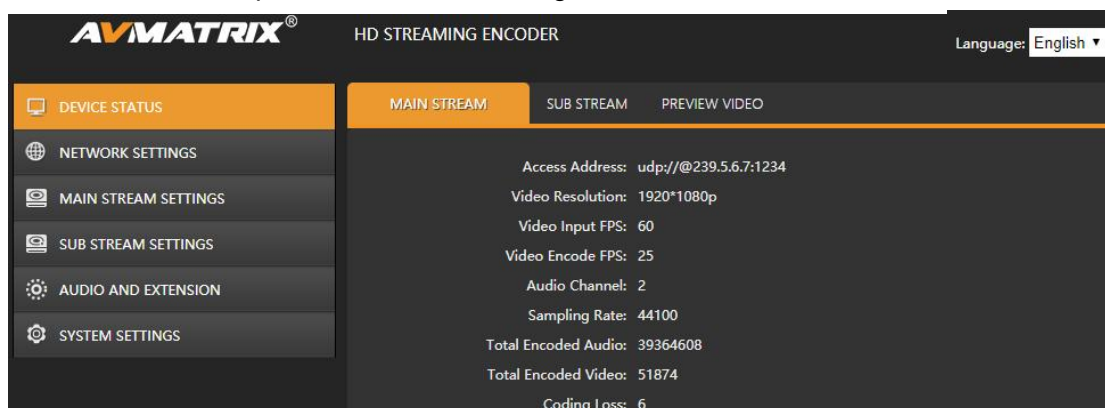 AVMATRIX®
HD STREAMING ENCODER
Language: English
DEVICE STATUS
NETWORK SETTINGS
MAIN STREAM SETTINGS
SUB STREAM SETTINGS
AUDIO AND EXTENSION
SYSTEM SETTINGS
MAIN STREAM SUB STREAM PREVIEW VIDEO
Access Address: udp://@239.5.6.7:1234
Video Resolution: 1920*1080p
Video Input FPS: 60
Video Encode FPS: 25
Audio Channel: 2
Sampling Rate: 44100
Total Encoded Audio: 39364608
Total Encoded Video: 51874
Coding Loss: 6